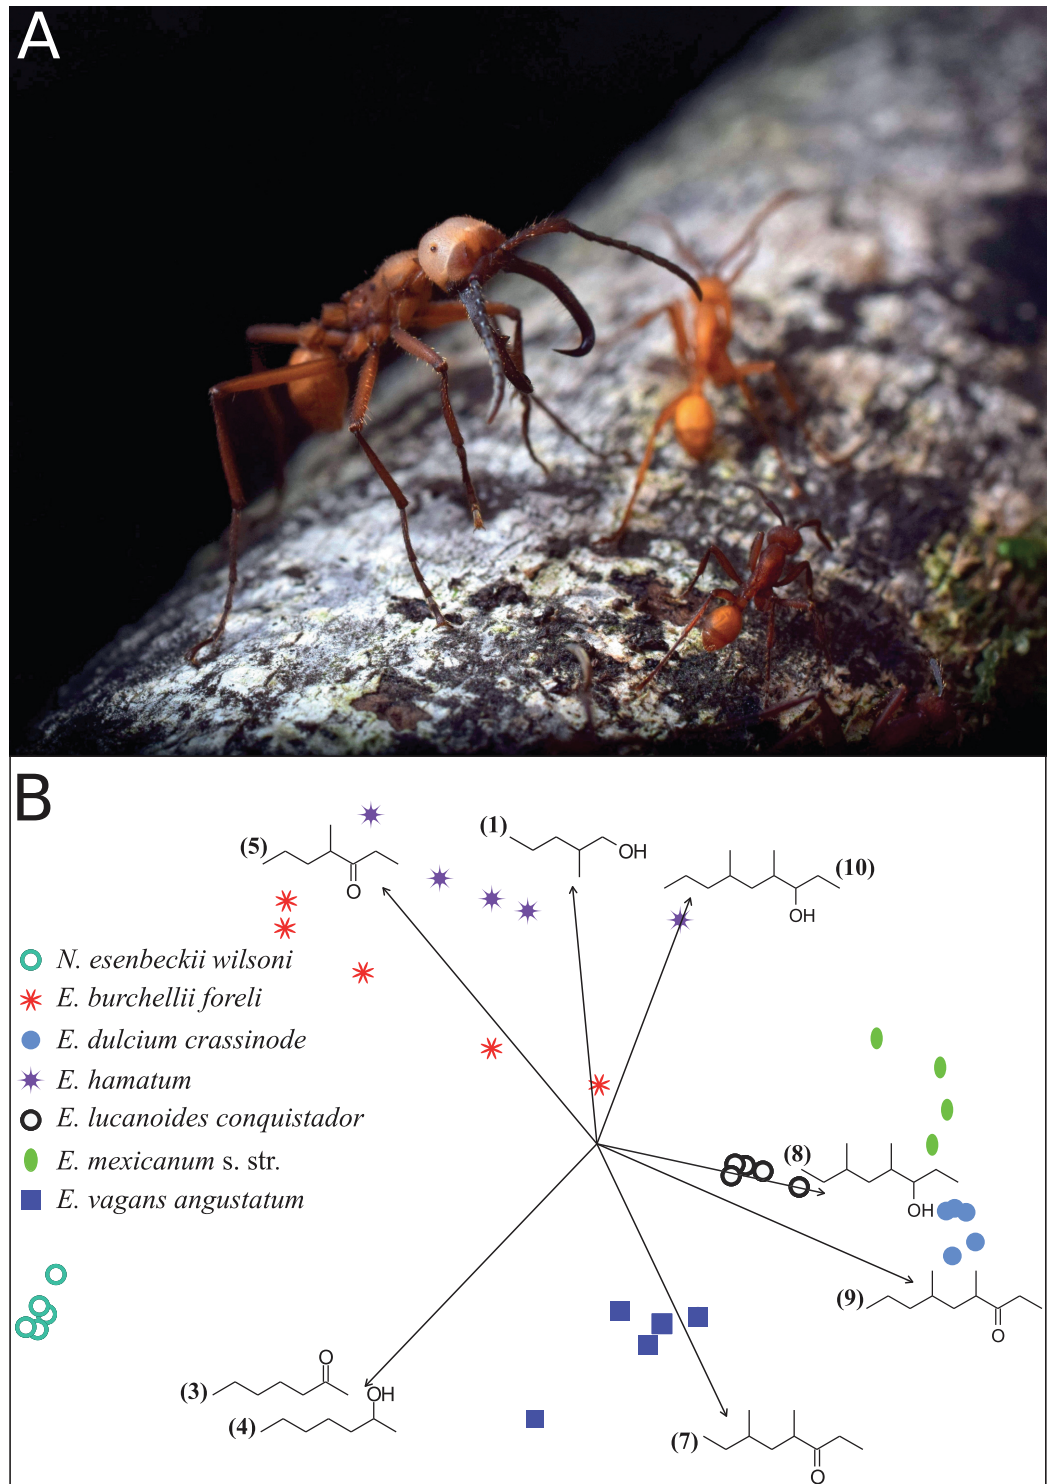 A
B
(5)
O
(1)
OH
(10)
OH
N. esenbeckii wilsoni
E. burchellii foreli
E. dulcium crassinode
E. hamatum
E. lucanoides conquistador
E. mexicanum s. str.
E. vagans angustatum
(8)
OH
(9)
O
(3)
O
(4)
OH
(7)
O